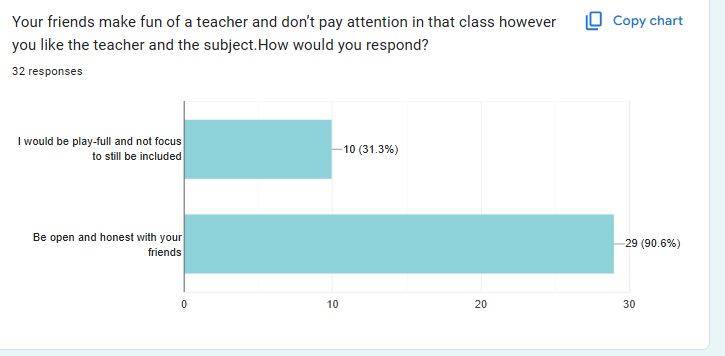 Your friends make fun of a teacher and don't pay attention in that class however
you like the teacher and the subject.How would you respond?
Copy chart
32 responses
I would be play-full and not focus
to still be included
10 (31.3%)
Be open and honest with your
friends
29 (90.6%)
0
10
20
30